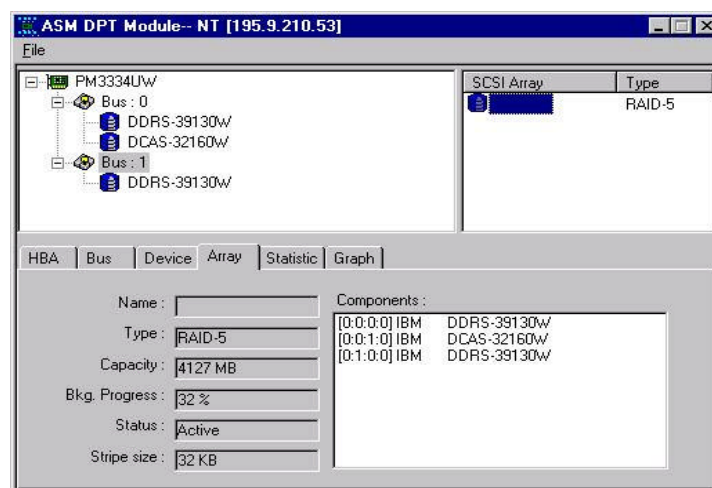 ASM DPT Module-- NT [195.9.210.53]
File
PM3334UW
Bus : 0
DDRS-39130W
DCAS-32160W
Bus : 1
DDRS-39130W
SCSI Array Type
RAID-5
HBA Bus Device Array Statistic Graph
Name :
Type : RAID-5
Capacity : 4127 MB
Bkg. Progress : 32 %
Status : Active
Stripe size : 32 KB
Components :
[0:0:0:0] IBM DDRS-39130W
[0:0:1:0] IBM DCAS-32160W
[0:1:0:0] IBM DDRS-39130W